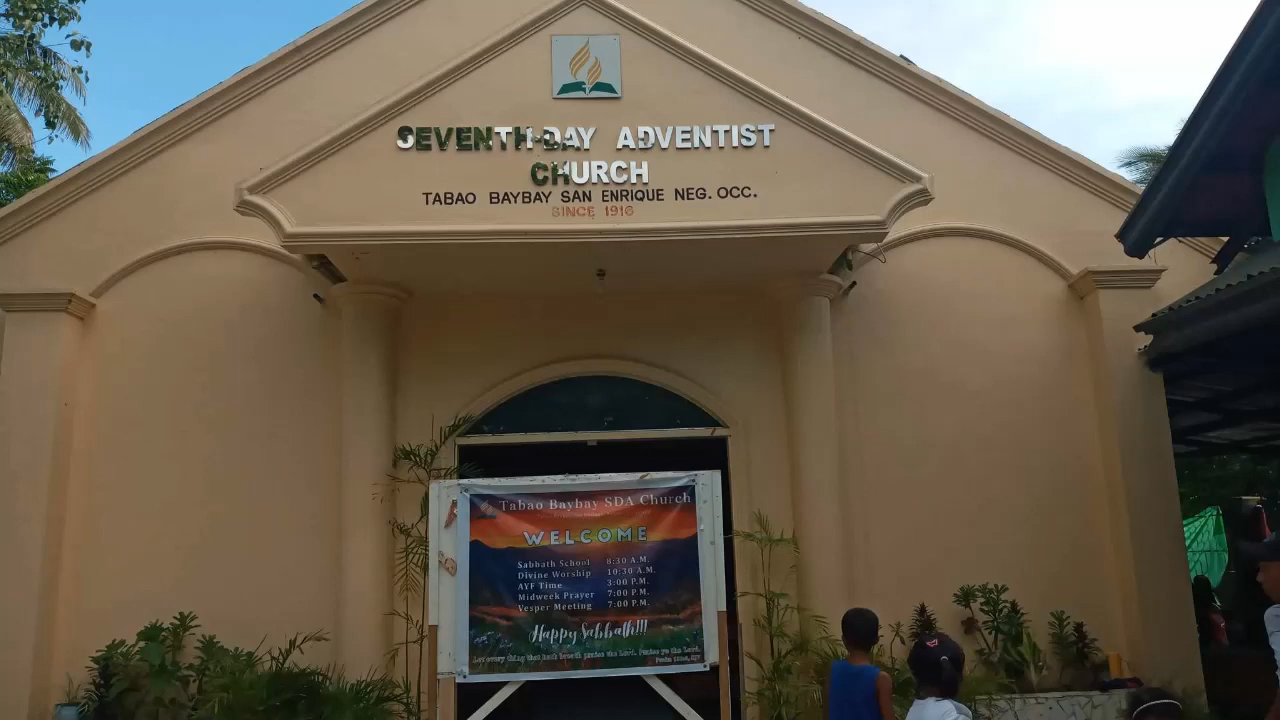 SEVENTH-DAY ADVENTIST
CHURCH
TABAO BAYBAY SAN ENRIQUE NEG. OCC.
SINCE 1916
Tabao Baybay SDA Church
WELCOME
Sabbath School 8:30 A.M.
Divine Worship 10:30 A.M.
AYF Time 3:00 P.M.
Midweek Prayer 7:00 P.M.
Vesper Meeting 7:00 P.M.
Happy Sabbath!!!
Let every thing that hath breath praise the Lord. Praise ye the Lord.